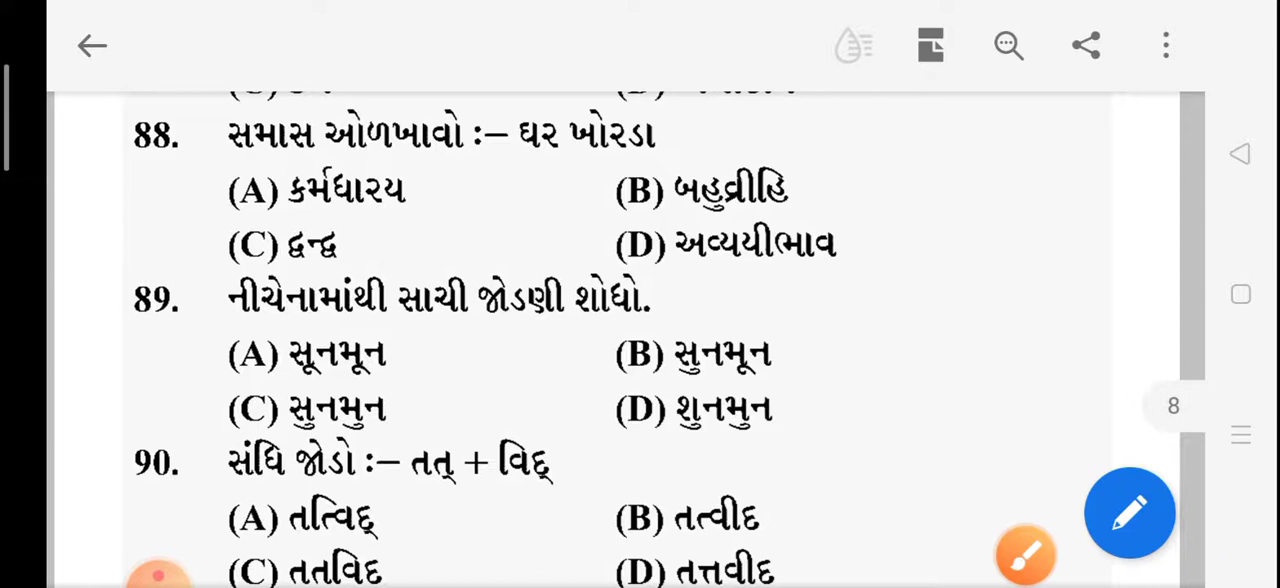 88. સમાસ ઓળખાવો :– ઘર ખોરડા
(A) કર્મધારય (B) બહુવ્રીહિ
(C) દ્વન્દ્વ (D) અવ્યયીભાવ
89. નીચેનામાંથી સાચી જોડણી શોધો.
(A) સૂનમૂન (B) સુનમૂન
(C) સુનમુન (D) શુનમુન
8
90. સંધિ જોડો :– તત્ + વિદ્
(A) તત્વિદ્ (B) તત્વીદ
(C) તતવિદ (D) તત્તવીદ